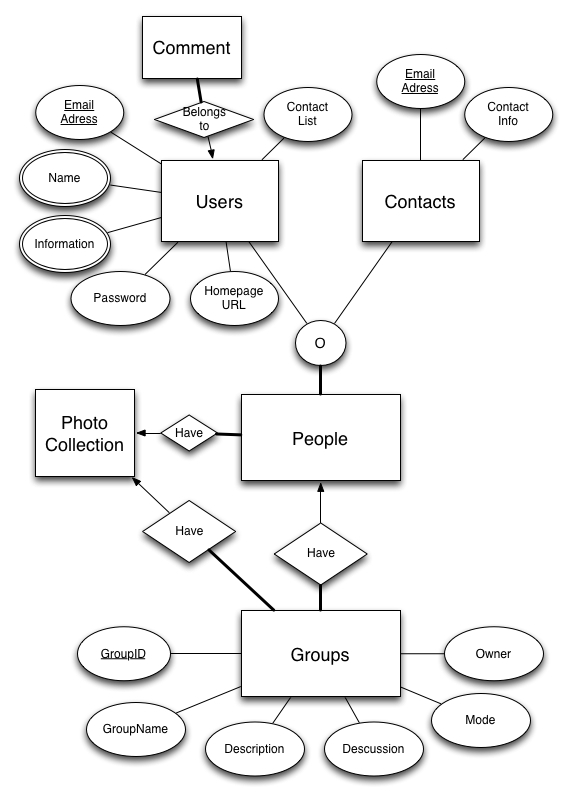 Comment
Email
Adress
Belongs
to
Contact
List
Email
Adress
Contact
Info
Name
Users
Contacts
Information
Password
Homepage
URL
O
Photo
Collection
Have
People
Have
Have
GroupID
Groups
Owner
GroupName
Description
Descussion
Mode